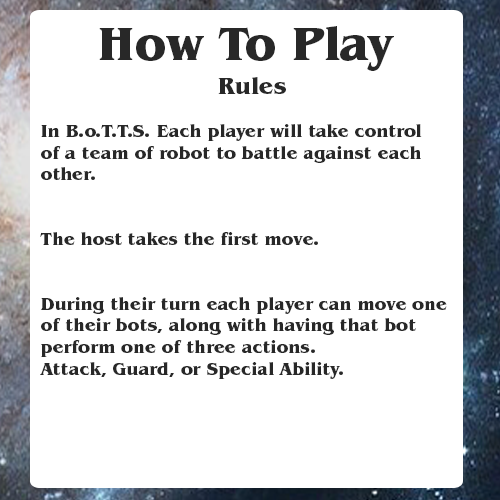 How To Play
Rules
In B.o.T.T.S. Each player will take control
of a team of robot to battle against each
other.
The host takes the first move.
During their turn each player can move one
of their bots, along with having that bot
perform one of three actions.
Attack, Guard, or Special Ability.